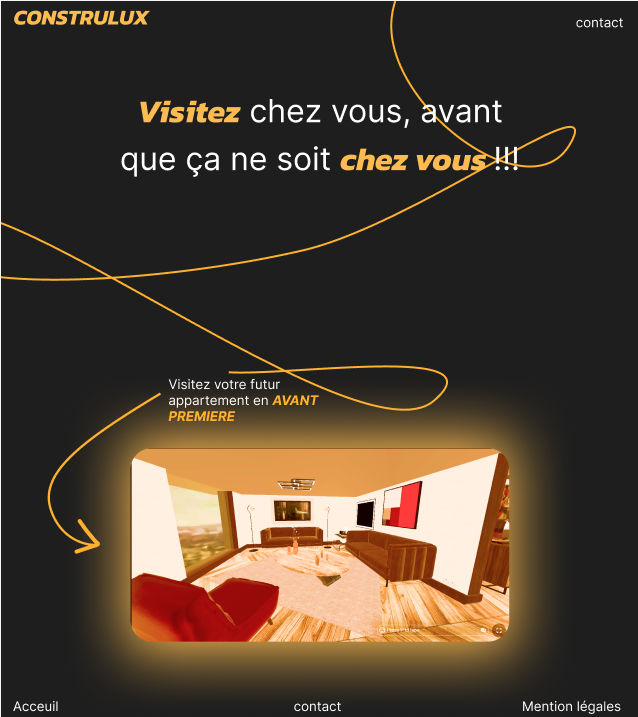 CONSTRULUX
contact
Visitez chez vous, avant
que ça ne soit chez vous !!!
Visitez votre futur
appartement en AVANT
PREMIERE
Acceuil
contact
Mention légales